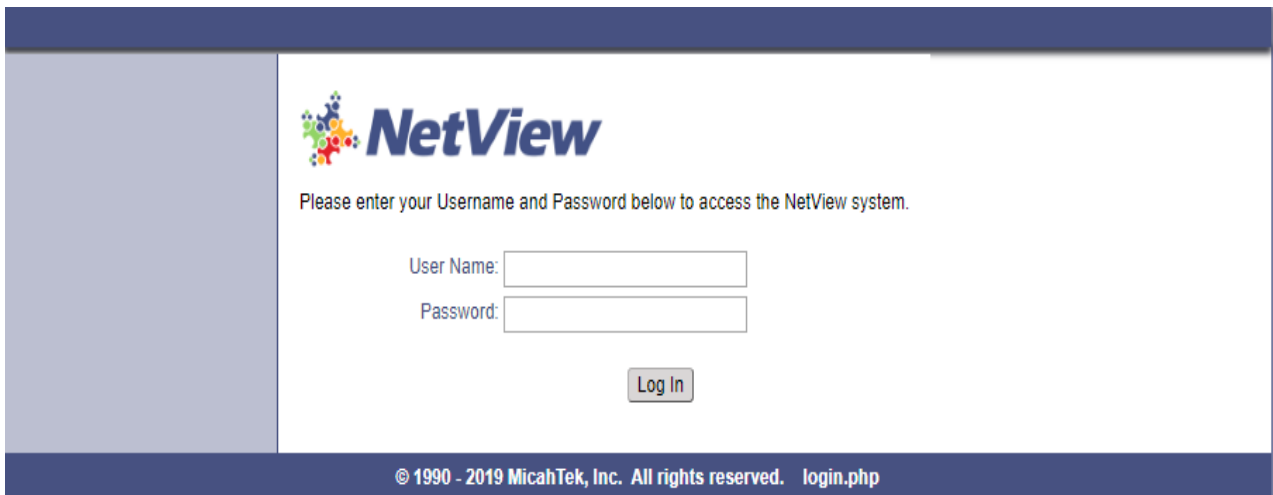 NetView
Please enter your Username and Password below to access the NetView system.
User Name:
Password:
Log In
© 1990 - 2019 MicahTek, Inc. All rights reserved. login.php